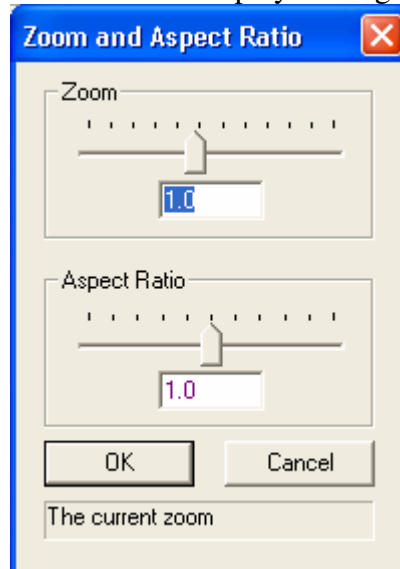 Zoom and Aspect Ratio
Zoom
1.0
Aspect Ratio
1.0
OK Cancel
The current zoom